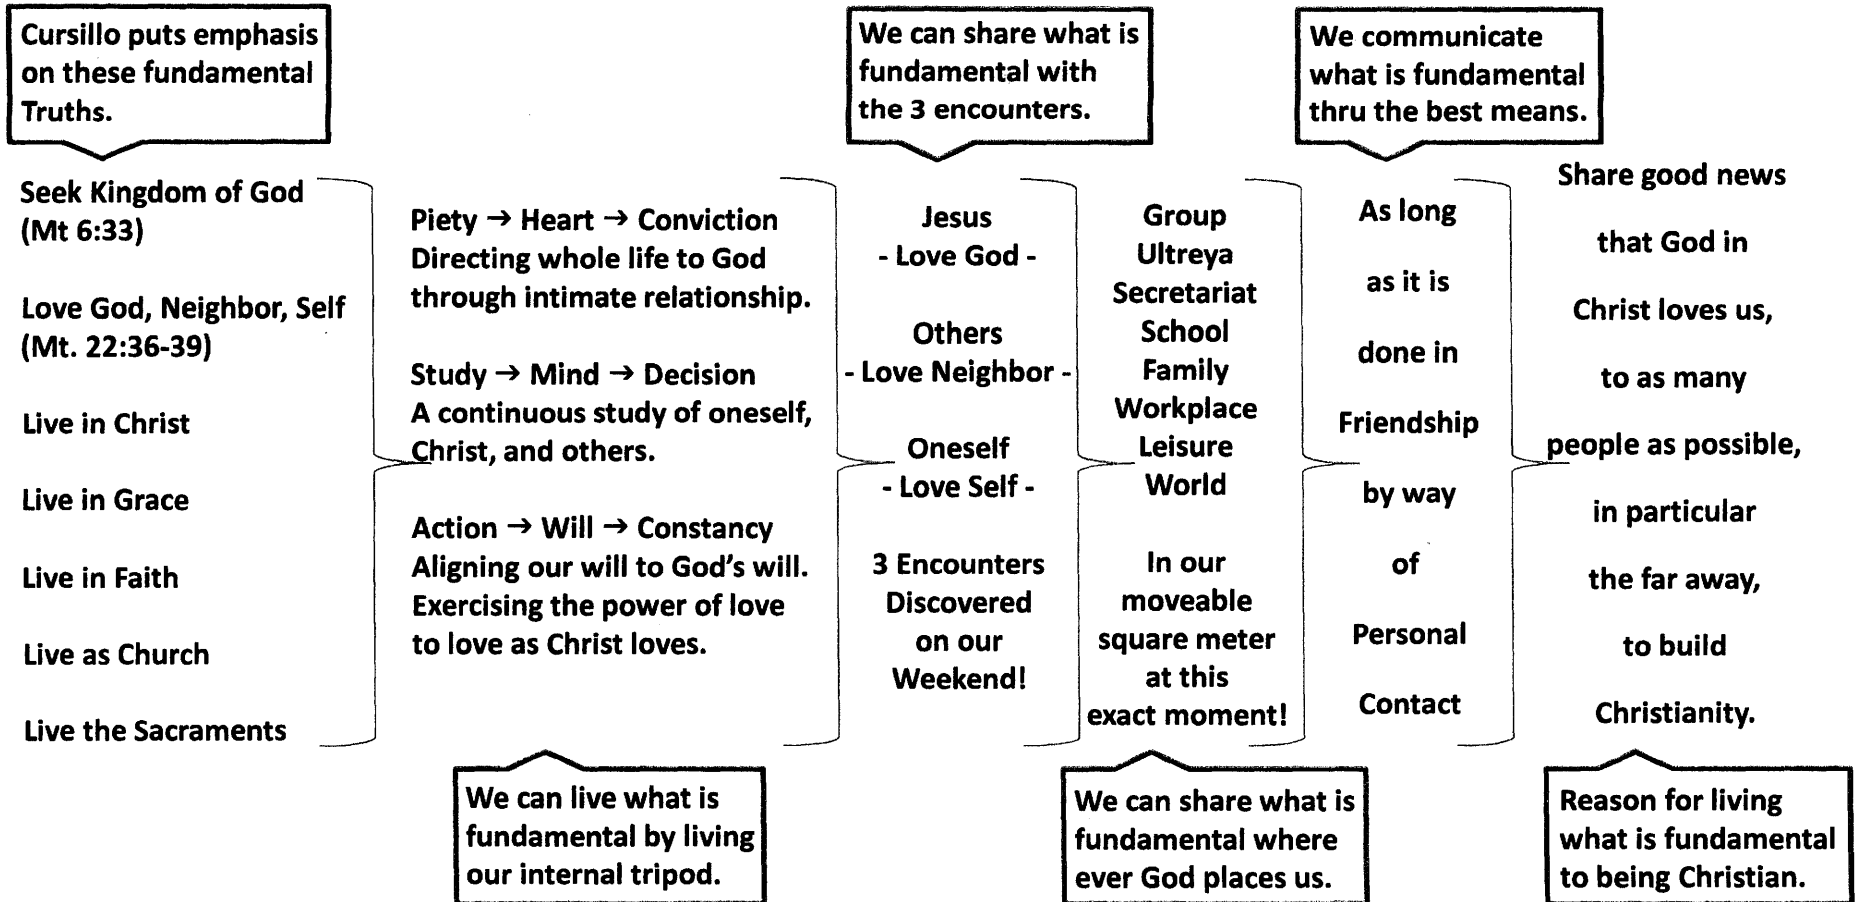 Cursillo puts emphasis
on these fundamental
Truths.
Seek Kingdom of God
(Mt 6:33)
Love God, Neighbor, Self
(Mt. 22:36-39)
Live in Christ
Live in Grace
Live in Faith
Live as Church
Live the Sacraments
Piety → Heart → Conviction
Directing whole life to God
through intimate relationship.
Study → Mind → Decision
A continuous study of oneself,
Christ, and others.
Action → Will → Constancy
Aligning our will to God's will.
Exercising the power of love
to love as Christ loves.
We can live what is
fundamental by living
our internal tripod.
We can share what is
fundamental with
the 3 encounters.
Jesus
- Love God -
Others
- Love Neighbor -
Oneself
- Love Self -
3 Encounters
Discovered
on our
Weekend!
Group
Ultreya
Secretariat
School
Family
Workplace
Leisure
World
In our
moveable
square meter
at this
exact moment!
We can share what is
fundamental where
ever God places us.
We communicate
what is fundamental
thru the best means.
As long
as it is
done in
Friendship
by way
of
Personal
Contact
Share good news
that God in
Christ loves us,
to as many
people as possible,
in particular
the far away,
to build
Christianity.
Reason for living
what is fundamental
to being Christian.